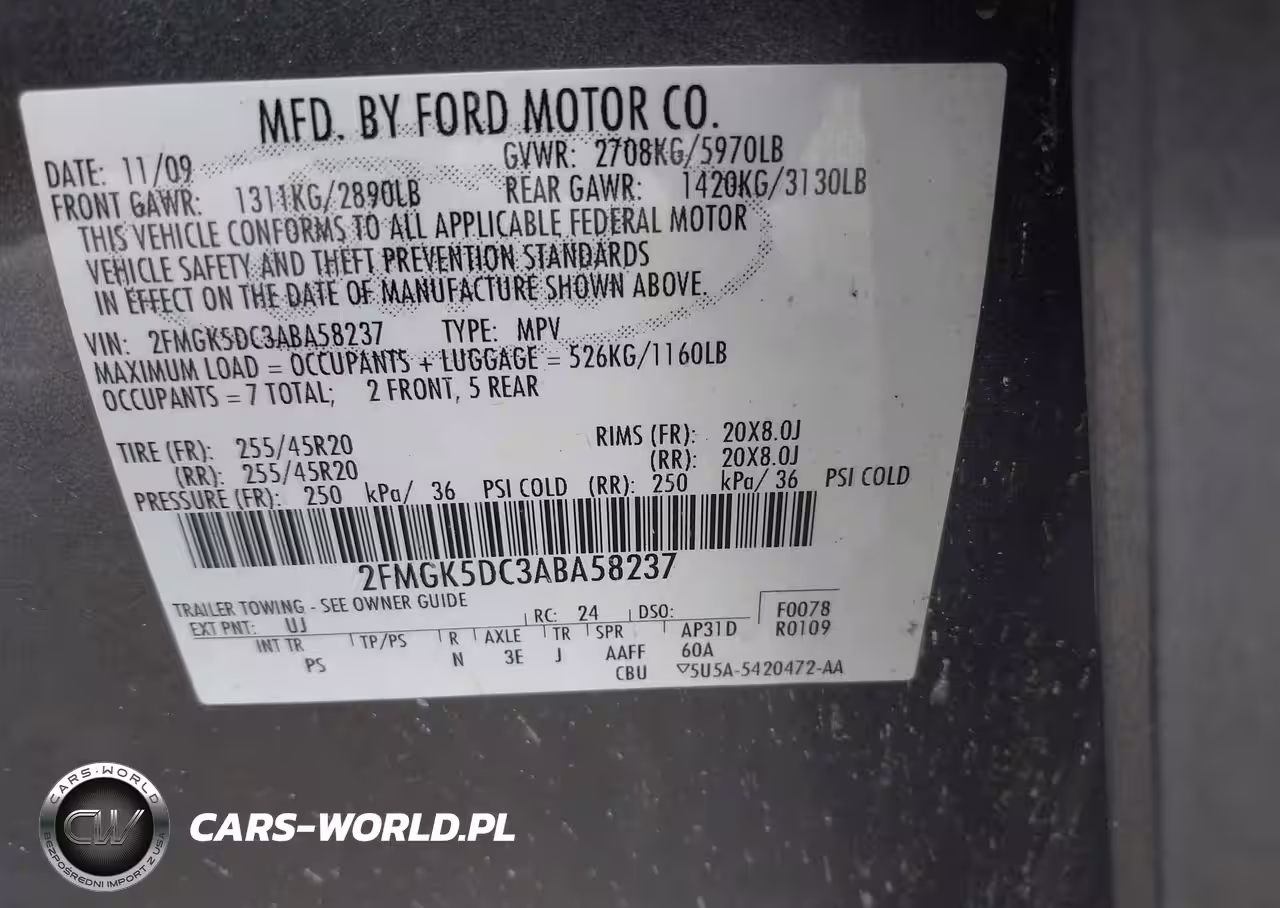 MFD. BY FORD MOTOR CO.
DATE: 11/09 GVWR: 2708KG/5970LB
FRONT GAWR: 1311KG/2890LB REAR GAWR: 1420KG/3130LB
THIS VEHICLE CONFORMS TO ALL APPLICABLE FEDERAL MOTOR
VEHICLE SAFETY AND THEFT PREVENTION STANDARDS
IN EFFECT ON THE DATE OF MANUFACTURE SHOWN ABOVE.
VIN: 2FMGK5DC3ABA58237 TYPE: MPV
MAXIMUM LOAD = OCCUPANTS + LUGGAGE = 526KG/1160LB
OCCUPANTS = 7 TOTAL; 2 FRONT, 5 REAR
TIRE (FR): 255/45R20 RIMS (FR): 20X8.0J
(RR): 255/45R20 (RR): 20X8.0J
PRESSURE (FR): 250 kPa/ 36 PSI COLD (RR): 250 kPa/ 36 PSI COLD
2FMGK5DC3ABA58237
TRAILER TOWING - SEE OWNER GUIDE
EXT PNT: UJ RC: 24 DSO: F0078
INT TR TP/PS R AXLE TR SPR AP31D R0109
PS N 3E J AAFF 60A
CBU 5U5A-5420472-AA
CARS-WORLD
CW
BEZPOŚREDNI IMPORT Z USA
CARS-WORLD.PL